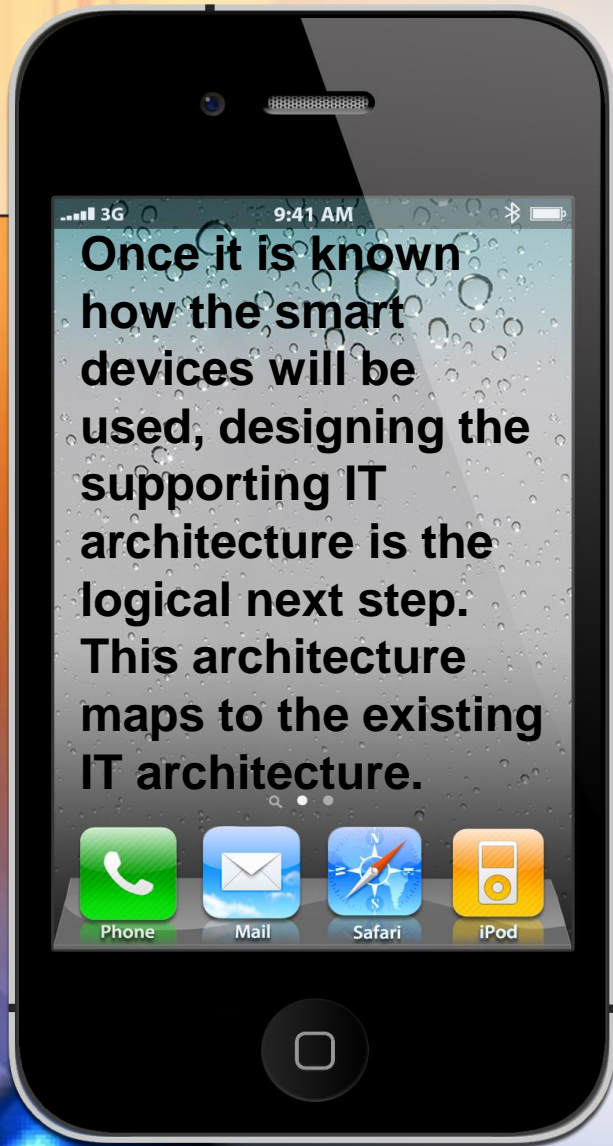 3G 9:41 AM
Once it is known
how the smart
devices will be
used, designing the
supporting IT
architecture is the
logical next step.
This architecture
maps to the existing
IT architecture.
Phone Mail Safari iPod